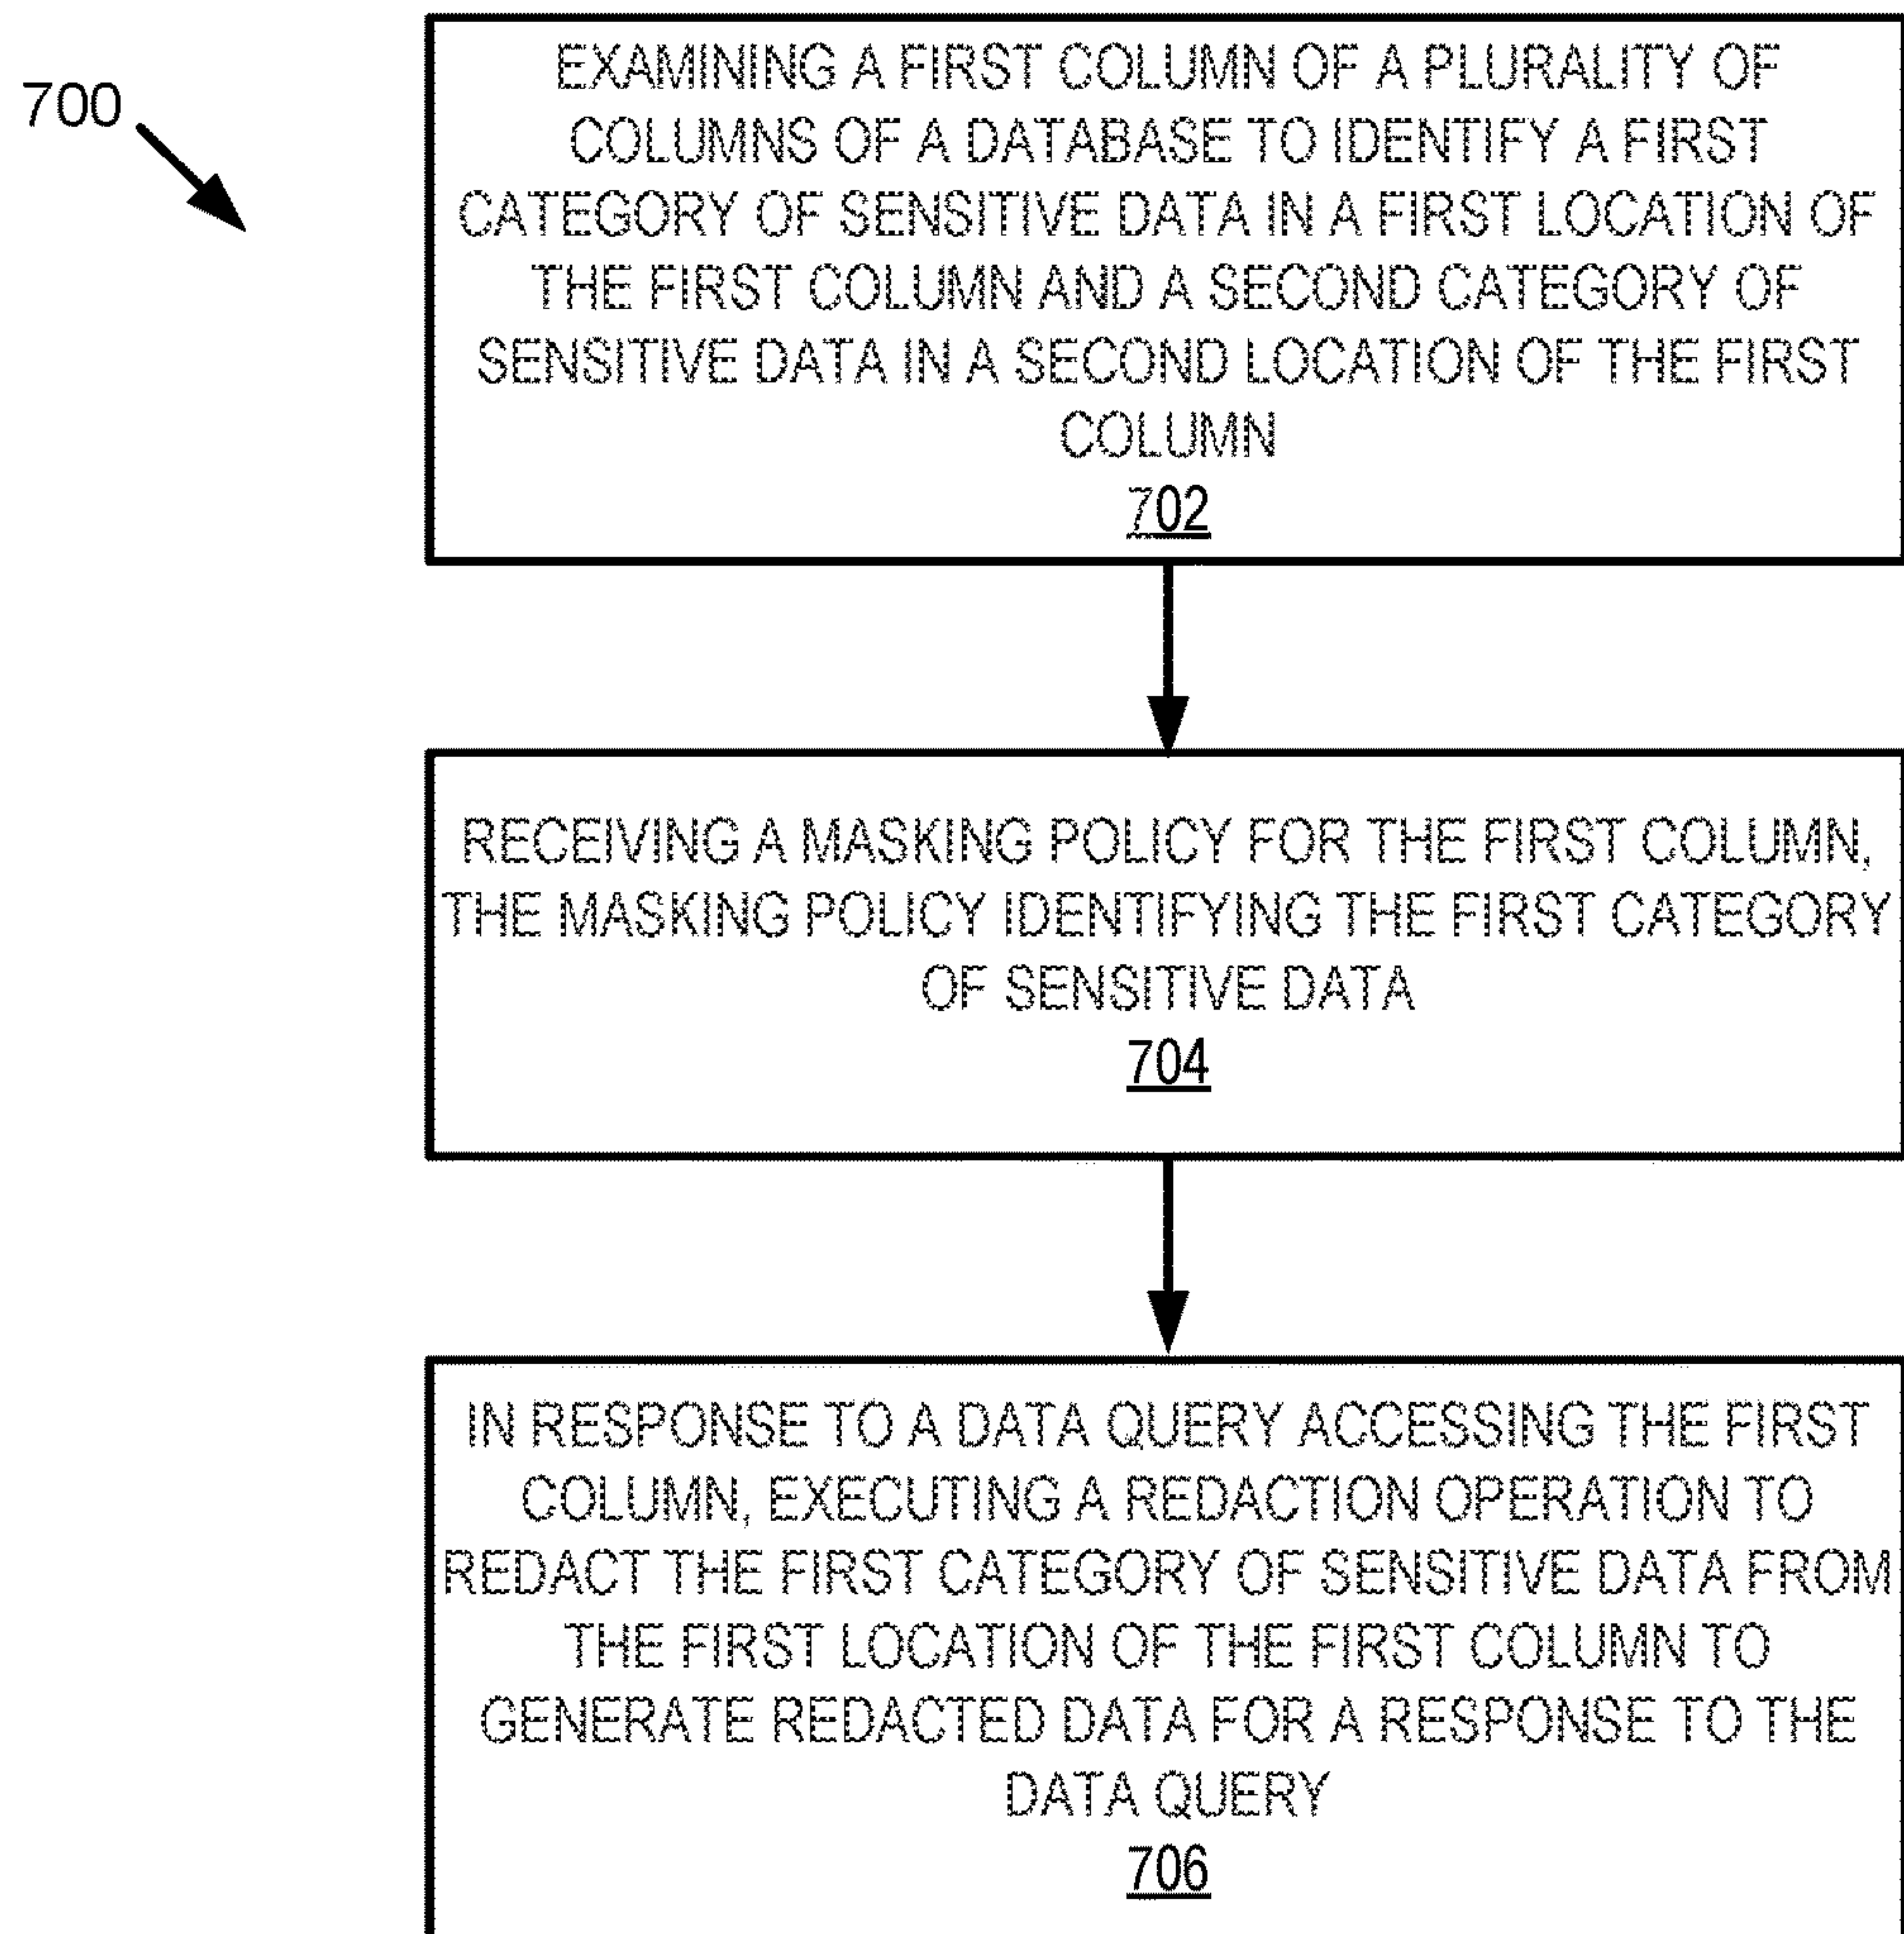 700
EXAMINING A FIRST COLUMN OF A PLURALITY OF
COLUMNS OF A DATABASE TO IDENTIFY A FIRST
CATEGORY OF SENSITIVE DATA IN A FIRST LOCATION OF
THE FIRST COLUMN AND A SECOND CATEGORY OF
SENSITIVE DATA IN A SECOND LOCATION OF THE FIRST
COLUMN
702
RECEIVING A MASKING POLICY FOR THE FIRST COLUMN,
THE MASKING POLICY IDENTIFYING THE FIRST CATEGORY
OF SENSITIVE DATA
704
IN RESPONSE TO A DATA QUERY ACCESSING THE FIRST
COLUMN, EXECUTING A REDACTION OPERATION TO
REDACT THE FIRST CATEGORY OF SENSITIVE DATA FROM
THE FIRST LOCATION OF THE FIRST COLUMN TO
GENERATE REDACTED DATA FOR A RESPONSE TO THE
DATA QUERY
706